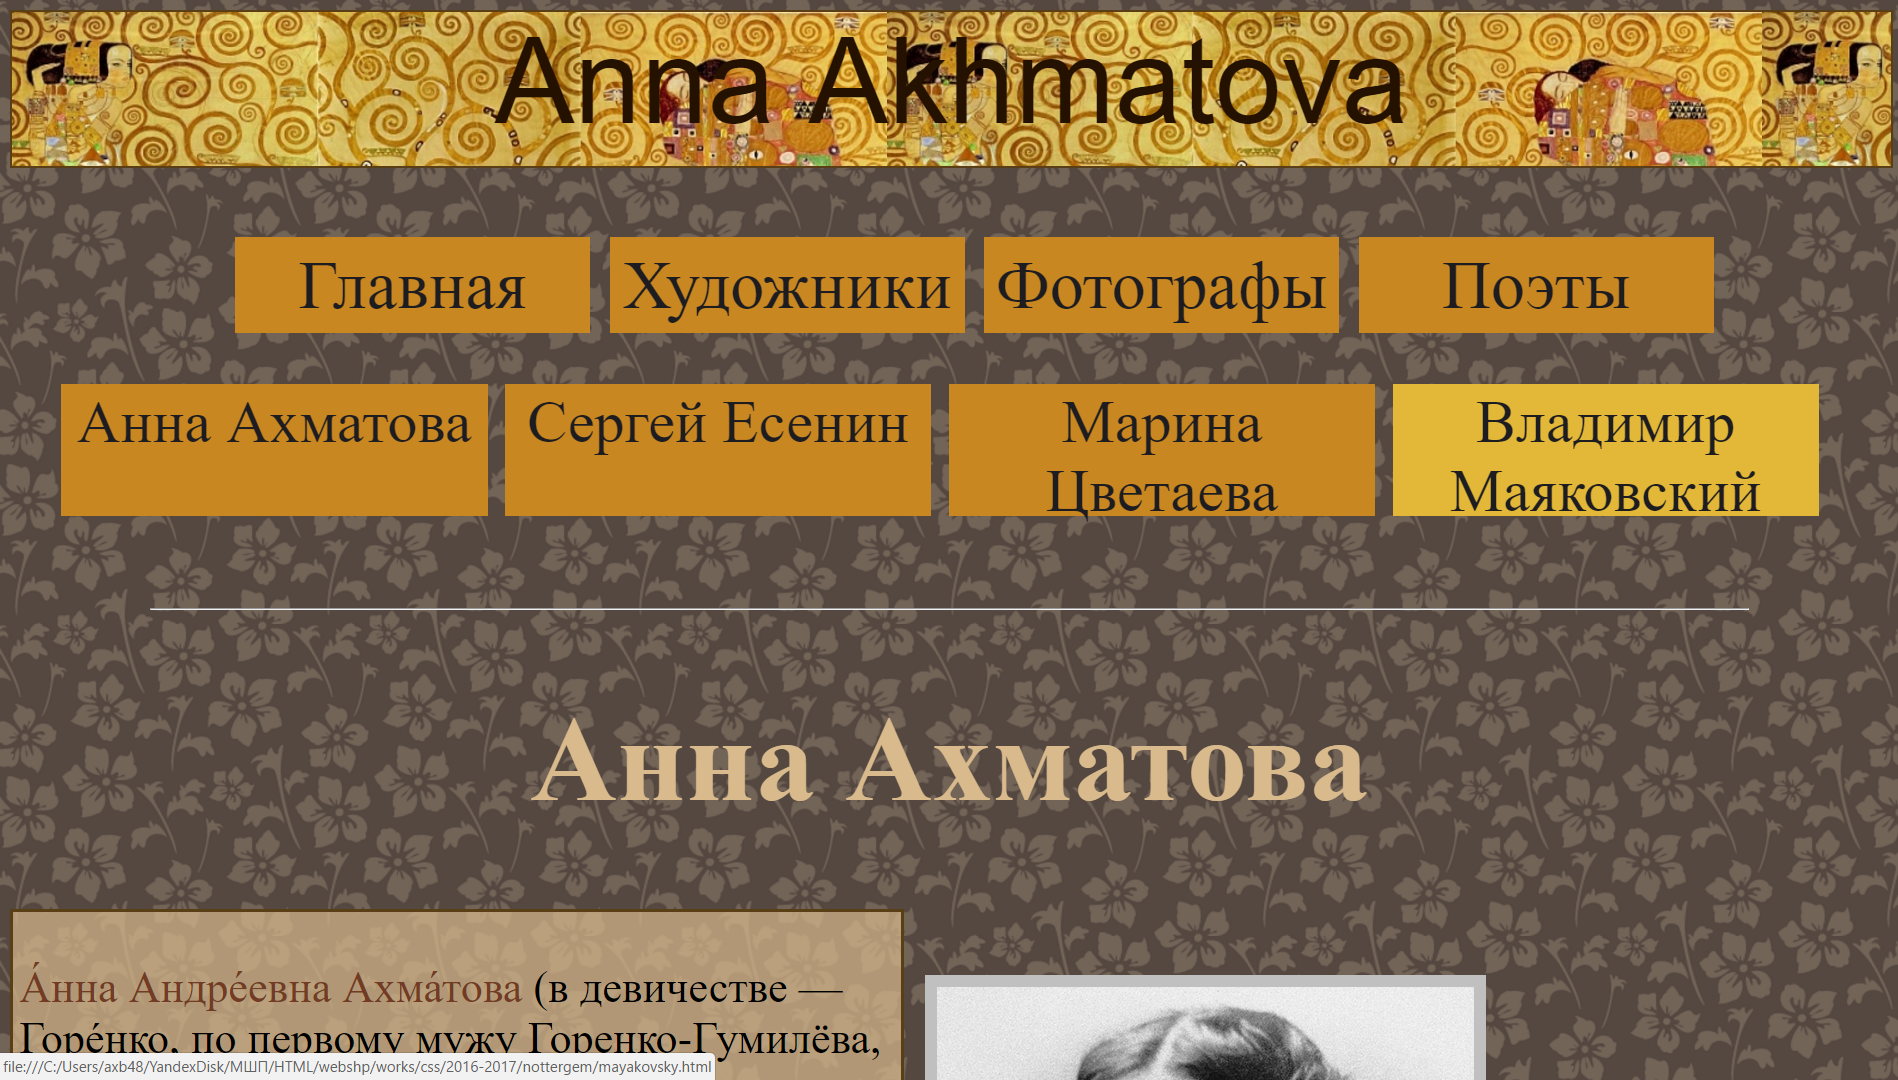 Anna Akhmatova
Главная Художники Фотографы Поэты
Анна Ахматова Сергей Есенин Марина Владимир
Цветаева Маяковский
Анна Ахматова
А́нна Андре́евна Ахма́това (в девичестве —
Горе́нко, по первому мужу Горенко-Гумилёва,
file:///C:/Users/axb48/YandexDisk/МШП/HTML/webshp/works/css/2016-2017/nottergem/mayakovsky.html